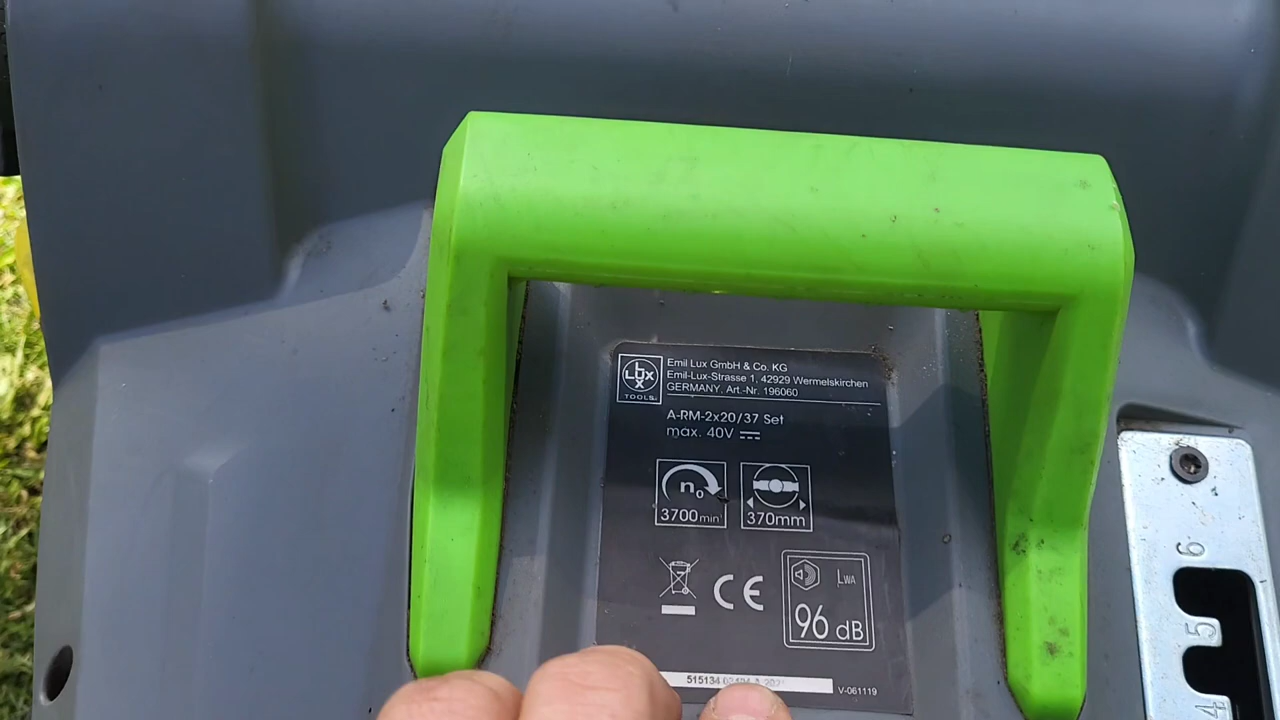 LUX
TOOLS
Emil Lux GmbH & Co. KG
Emil-Lux-Strasse 1, 42929 Wermelskirchen
GERMANY, Art.-Nr. 196060
A-RM-2x20/37 Set
max. 40V
n0
3700min
370mm
CE
LWA
96 dB
515134
V-061119
6
5
4